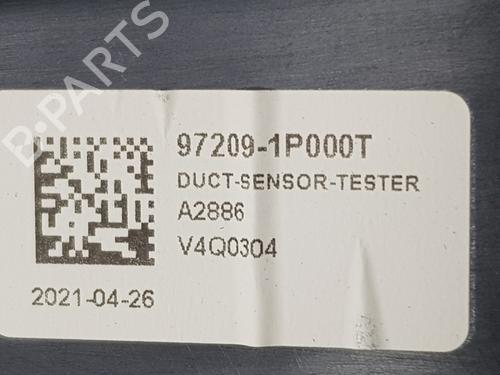 97209-1P000T
DUCT-SENSOR-TESTER
A2886
V4Q0304
2021-04-26
B-PARTS